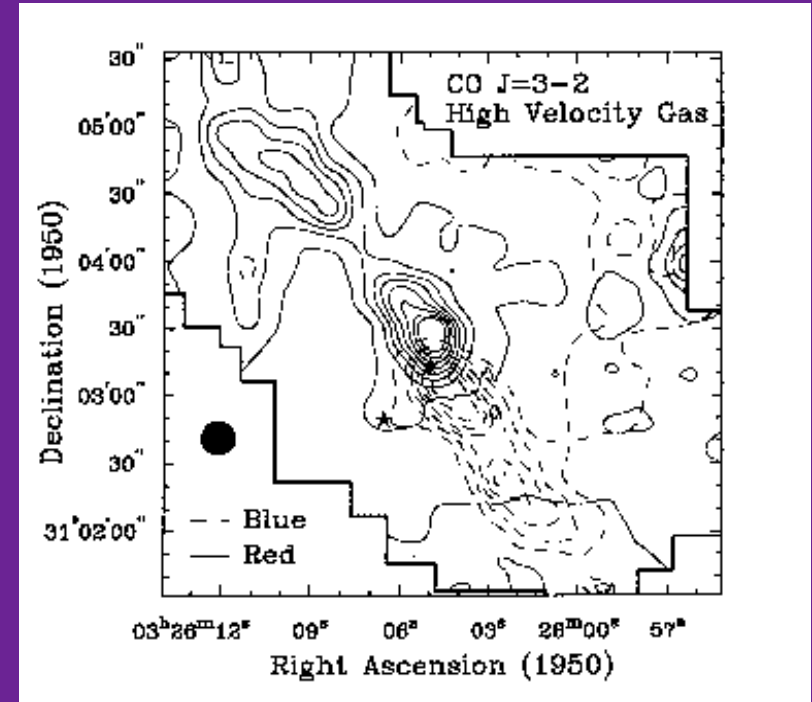 CO J=3-2
High Velocity Gas
30"
05'00"
30"
04'00"
30"
03'00"
30"
31°02'00"
Declination (1950)
Blue
Red
03ʰ26ᵐ12ˢ 09ˢ 06ˢ 03ˢ 26ᵐ00ˢ 57ˢ
Right Ascension (1950)